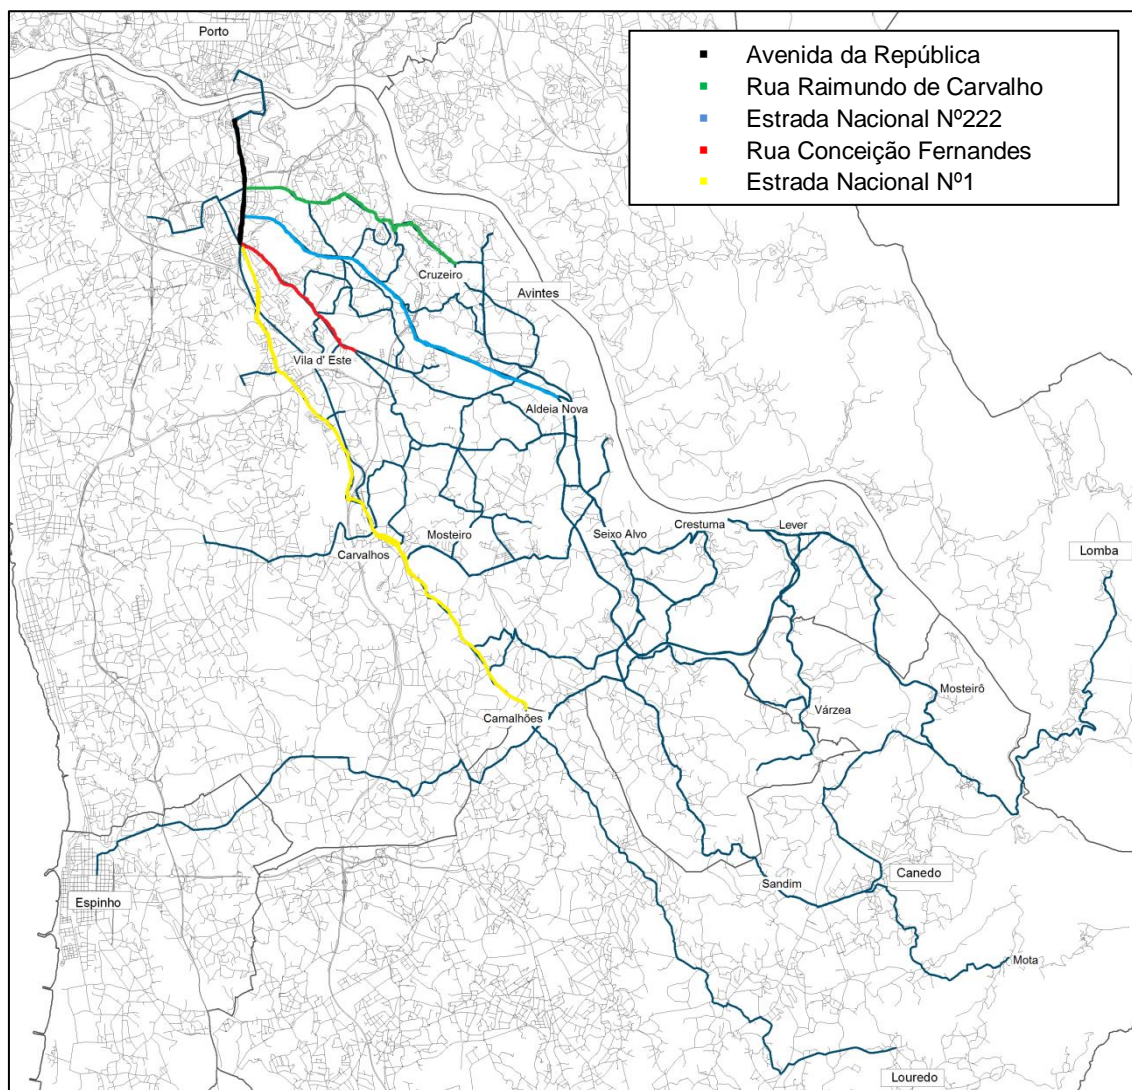 Porto
Avenida da República
Rua Raimundo de Carvalho
Estrada Nacional Nº222
Rua Conceição Fernandes
Estrada Nacional Nº1
Cruzeiro
Avintes
Vila d' Este
Aldeia Nova
Mosteiro
Seixo Alvo
Crestuma
Lever
Carvalhos
Lomba
Mosteirô
Várzea
Camalhões
Sandim
Canedo
Espinho
Mota
Louredo